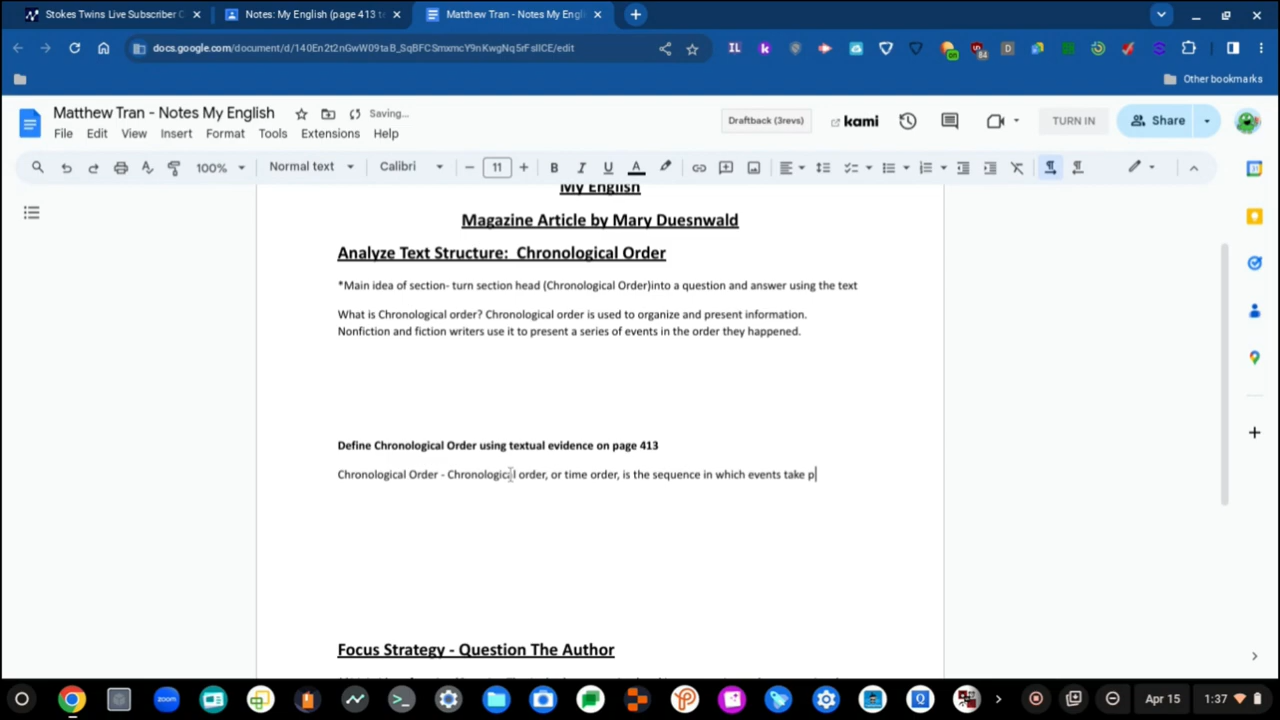 Stokes Twins Live Subscriber C
Notes: My English (page 413 t
Matthew Tran - Notes My Engl
docs.google.com/document/d/140En2t2nGwW09taB_SqBFCSmxmcY9nKwgNq5rFsIICE/edit
Other bookmarks
Matthew Tran - Notes My English
Saving...
File Edit View Insert Format Tools Extensions Help
Draftback (3revs)
kami
TURN IN
Share
100%
Normal text
Calibri
11
My English
Magazine Article by Mary Duesnwald
Analyze Text Structure: Chronological Order
*Main idea of section- turn section head (Chronological Order)into a question and answer using the text
What is Chronological order? Chronological order is used to organize and present information.
Nonfiction and fiction writers use it to present a series of events in the order they happened.
Define Chronological Order using textual evidence on page 413
Chronological Order - Chronological order, or time order, is the sequence in which events take p
Focus Strategy - Question The Author
zoom
Apr 15
1:37